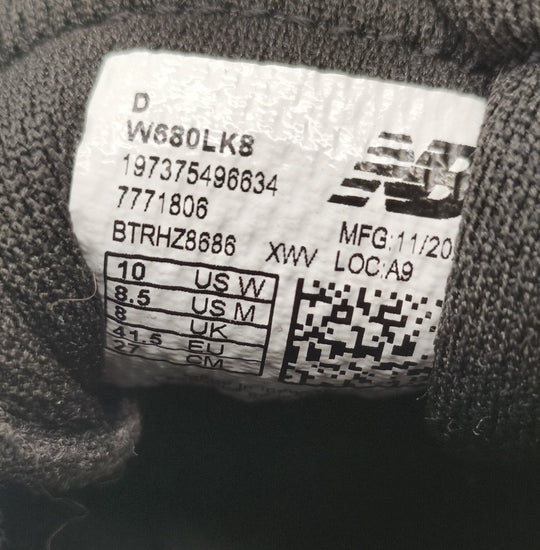 D
W680LK8
197375496634
7771806
BTRHZ8686
XWV
NB
MFG:11/20
LOC:A9
10 US W
8.5 US M
8 UK
41.5 EU
27 CM